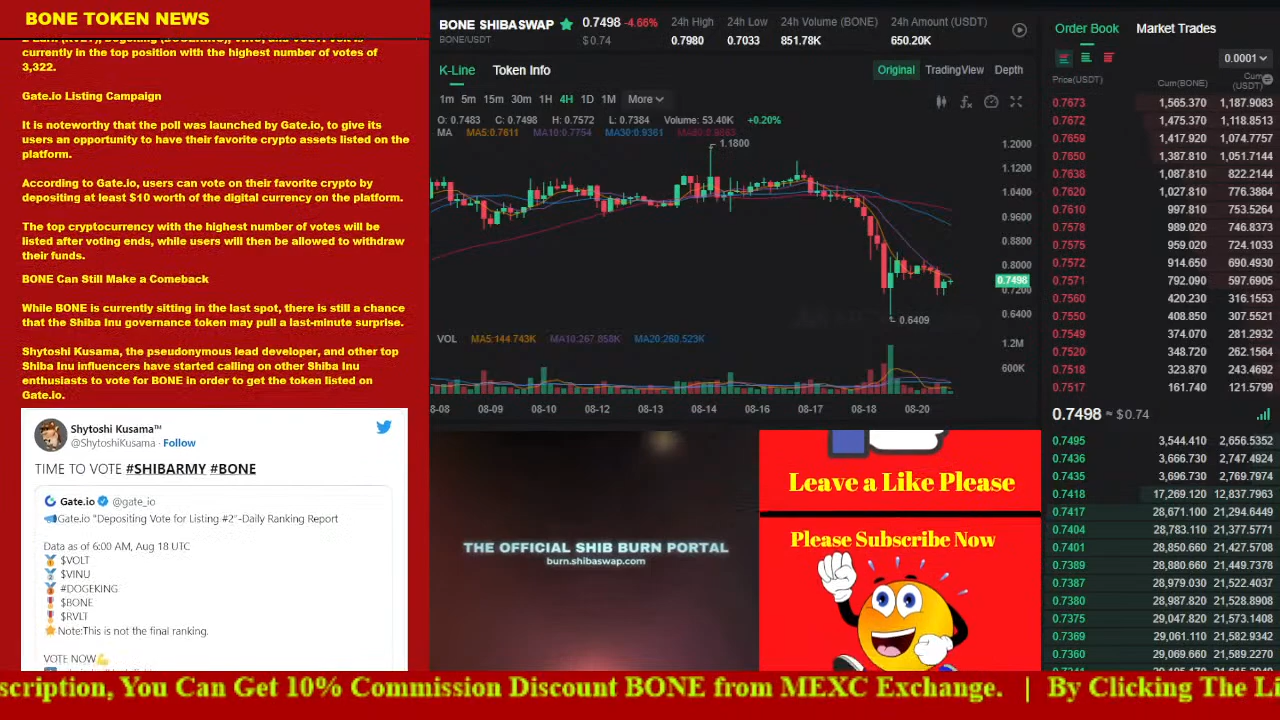 BONE TOKEN NEWS
currently in the top position with the highest number of votes of
3,322.
Gate.io Listing Campaign
It is noteworthy that the poll was launched by Gate.io, to give its
users an opportunity to have their favorite crypto assets listed on the
platform.
According to Gate.io, users can vote on their favorite crypto by
depositing at least $10 worth of the digital currency on the platform.
The top cryptocurrency with the highest number of votes will be
listed after voting ends, while users will then be allowed to withdraw
their funds.
BONE Can Still Make a Comeback
While BONE is currently sitting in the last spot, there is still a chance
that the Shiba Inu governance token may pull a last-minute surprise.
Shytoshi Kusama, the pseudonymous lead developer, and other top
Shiba Inu influencers have started calling on other Shiba Inu
enthusiasts to vote for BONE in order to get the token listed on
Gate.io.
Shytoshi Kusama™
@ShytoshiKusama · Follow
TIME TO VOTE #SHIBARMY #BONE
Gate.io @gate_io
Gate.io "Depositing Vote for Listing #2"-Daily Ranking Report
Data as of 6:00 AM, Aug 18 UTC
$VOLT
$VINU
#DOGEKING
$BONE
$RVLT
Note:This is not the final ranking.
VOTE NOW
BONE SHIBASWAP
BONE/USDT
0.7498 -4.66%
$0.74
24h High
0.7980
24h Low
0.7033
24h Volume (BONE)
851.78K
24h Amount (USDT)
650.20K
K-Line Token Info
Original TradingView Depth
1m 5m 15m 30m 1H 4H 1D 1M More
O: 0.7483 C: 0.7498 H: 0.7572 L: 0.7384 Volume: 53.40K +0.20%
MA MA5:0.7611 MA10:0.7754 MA30:0.9361
1.1800
1.2000
1.1200
1.0400
0.9600
0.8800
0.8000
0.7498
0.7200
0.6400
0.6409
VOL MA5:144.743K MA10:267.858K MA20:260.523K
1.2M
600K
8-08 08-09 08-10 08-12 08-13 08-14 08-16 08-17 08-18 08-20
THE OFFICIAL SHIB BURN PORTAL
burn.shibaswap.com
Leave a Like Please
Please Subscribe Now
Order Book Market Trades
0.0001
Price(USDT) Cum(BONE) Cum (USDT)
0.7673 1,565.370 1,187.9083
0.7672 1,475.370 1,118.8513
0.7659 1,417.920 1,074.7757
0.7650 1,387.810 1,051.7144
0.7638 1,087.810 822.2144
0.7620 1,027.810 776.3864
0.7610 997.810 753.5264
0.7578 989.020 746.8373
0.7575 959.020 724.1033
0.7572 914.650 690.4930
0.7571 792.090 597.6905
0.7560 420.230 316.1553
0.7550 408.850 307.5521
0.7549 374.070 281.2932
0.7520 348.720 262.1564
0.7518 323.870 243.4692
0.7517 161.740 121.5799
0.7498 ≈ $0.74
0.7495 3,544.410 2,656.5352
0.7436 3,666.730 2,747.4924
0.7435 3,696.730 2,769.7974
0.7418 17,269.120 12,837.7963
0.7417 28,671.100 21,294.6449
0.7404 28,783.110 21,377.5771
0.7401 28,850.660 21,427.5708
0.7389 28,880.660 21,449.7378
0.7387 28,979.030 21,522.4037
0.7380 28,987.820 21,528.8908
0.7375 29,047.820 21,573.1408
0.7369 29,061.110 21,582.9342
0.7360 29,069.660 21,589.2270
scription, You Can Get 10% Commission Discount BONE from MEXC Exchange. | By Clicking The Li